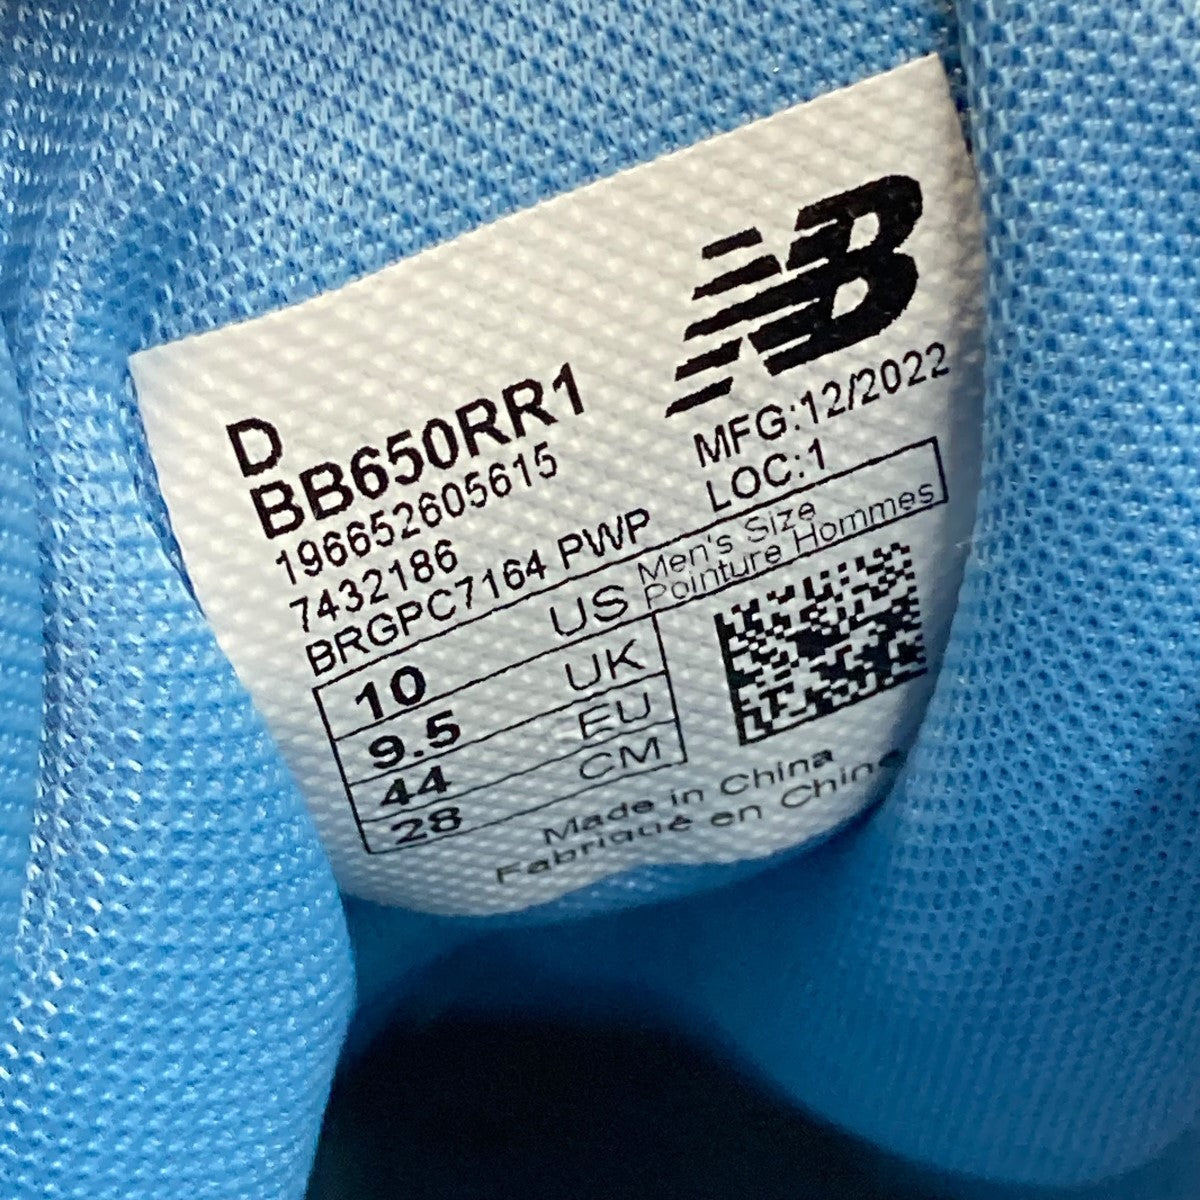 NB
D
BB650RR1
196652605615
7432186
BRGPC7164 PWP
MFG:12/2022
LOC:1
10 US Men's Size
Pointure Hommes
9.5 UK
44 EU
28 CM
Made in China
Fabriqué en Chine